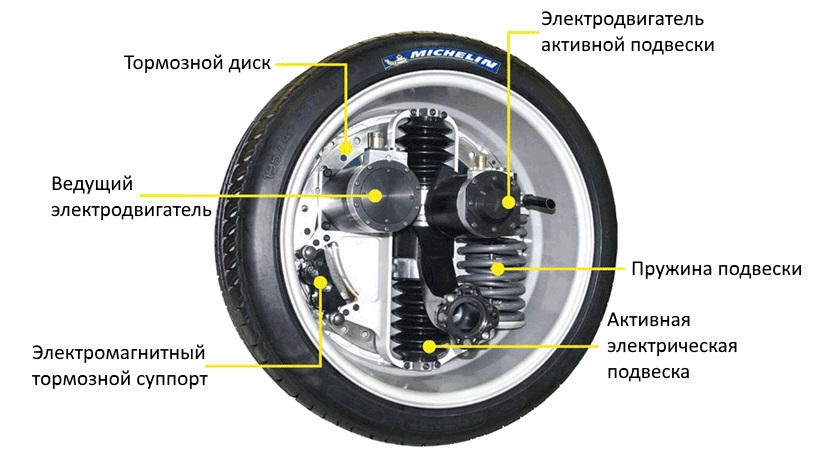 Электродвигатель
активной подвески
Тормозной диск
MICHELIN
Ведущий
электродвигатель
Пружина подвески
Активная
электрическая
подвеска
Электромагнитный
тормозной суппорт